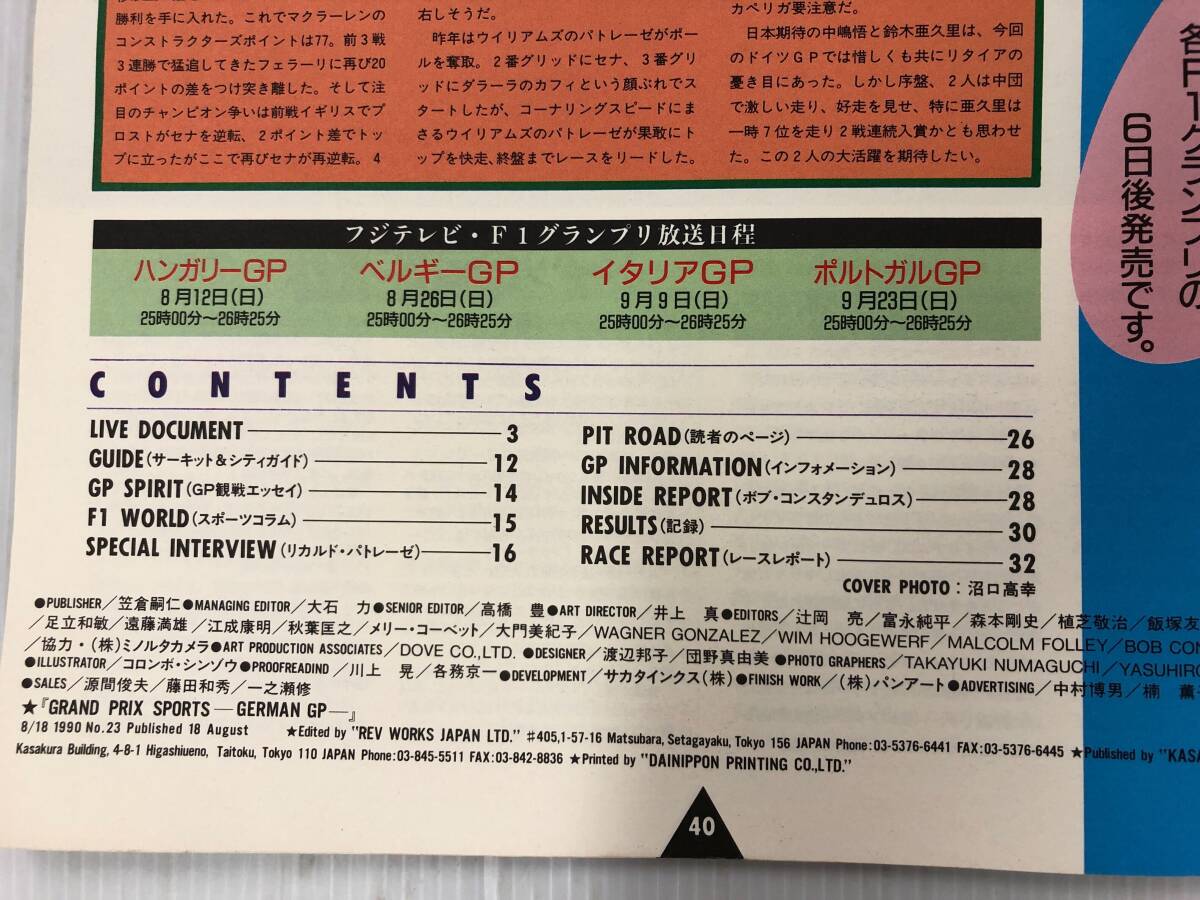 勝利を手に入れた。これでマクラーレンの
コンストラクターズポイントは77。前3戦
3連勝で猛追してきたフェラーリに再び20
ポイントの差をつけ突き離した。そして注
目のチャンピオン争いは前戦イギリスでプ
ロストがセナを逆転、2ポイント差でトッ
プに立ったがここで再びセナが再逆転。4
右しそうだ。
昨年はウイリアムズのパトレーゼがポー
ルを奪取。2番グリッドにセナ、3番グリ
ッドにダラーラのカフィという顔ぶれでス
タートしたが、コーナリングスピードにま
さるウイリアムズのパトレーゼが果敢にト
ップを快走、終盤までレースをリードした。
カペリガ要注意だ。
日本期待の中嶋悟と鈴木亜久里は、今回
のドイツGPでは惜しくも共にリタイアの
憂き目にあった。しかし序盤、2人は中団
で激しい走り、好走を見せ、特に亜久里は
一時7位を走り2戦連続入賞かとも思わせ
た。この2人の大活躍を期待したい。
各F1グランプリの
6日後発売です。
フジテレビ・F1グランプリ放送日程
ハンガリーGP
8月12日(日)
25時00分〜26時25分
ベルギーGP
8月26日(日)
25時00分〜26時25分
イタリアGP
9月9日(日)
25時00分〜26時25分
ポルトガルGP
9月23日(日)
25時00分〜26時25分
CONTENTS
LIVE DOCUMENT 3
GUIDE(サーキット&シティガイド) 12
GP SPIRIT(GP観戦エッセイ) 14
F1 WORLD(スポーツコラム) 15
SPECIAL INTERVIEW(リカルド・パトレーゼ) 16
PIT ROAD(読者のページ) 26
GP INFORMATION(インフォメーション) 28
INSIDE REPORT(ボブ・コンスタンデュロス) 28
RESULTS(記録) 30
RACE REPORT(レースレポート) 32
COVER PHOTO:沼口高幸
●PUBLISHER/笠倉嗣仁●MANAGING EDITOR/大石 力●SENIOR EDITOR/高橋 豊●ART DIRECTOR/井上 真●EDITORS/辻岡 亮/富永純平/森本剛史/植芝敬治/飯塚友
/足立和敏/遠藤満雄/江成康明/秋葉匡之/メリー・コーベット/大門美紀子/WAGNER GONZALEZ/WIM HOOGEWERF/MALCOLM FOLLEY/BOB CON
/協力・(株)ミノルタカメラ●ART PRODUCTION ASSOCIATES/DOVE CO.,LTD. ●DESIGNER/渡辺邦子/団野真由美●PHOTO GRAPHERS/TAKAYUKI NUMAGUCHI/YASUHIRO
●ILLUSTRATOR/コロンボ・シンゾウ●PROOFREADIND/川上 晃/各務京一●DEVELOPMENT/サカタインクス(株)●FINISH WORK/(株)パンアート●ADVERTISING/中村博男/楠 薫
●SALES/源間俊夫/藤田和秀/一之瀬修
★『GRAND PRIX SPORTS—GERMAN GP—』
8/18 1990 No.23 Published 18 August ★Edited by "REV WORKS JAPAN LTD." #405,1-57-16 Matsubara, Setagayaku, Tokyo 156 JAPAN Phone:03-5376-6441 FAX:03-5376-6445 ★Published by "KASA
Kasakura Building, 4-8-1 Higashiueno, Taitoku, Tokyo 110 JAPAN Phone:03-845-5511 FAX:03-842-8836 ★Printed by "DAINIPPON PRINTING CO.,LTD."
40